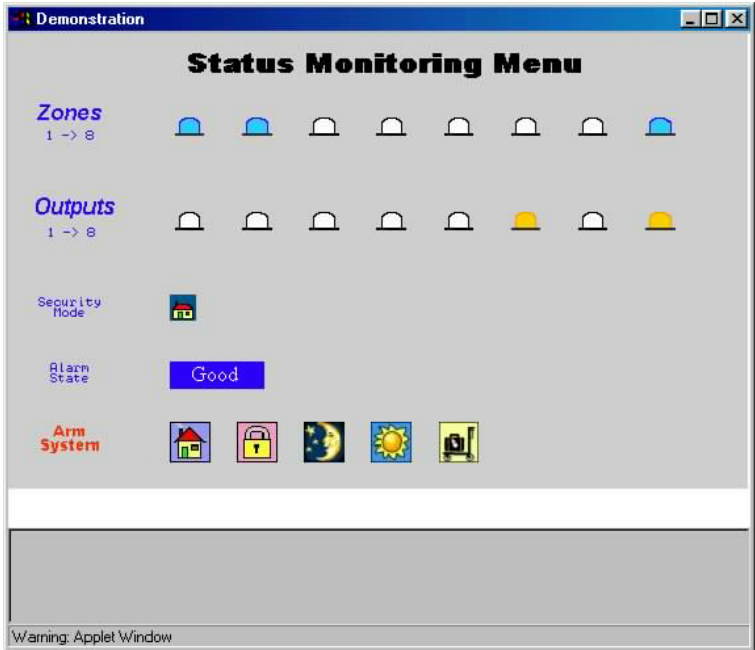 Demonstration
Status Monitoring Menu
Zones
1 -> 8
Outputs
1 -> 8
Security
Mode
Alarm
State
Good
Arm
System
Warning: Applet Window